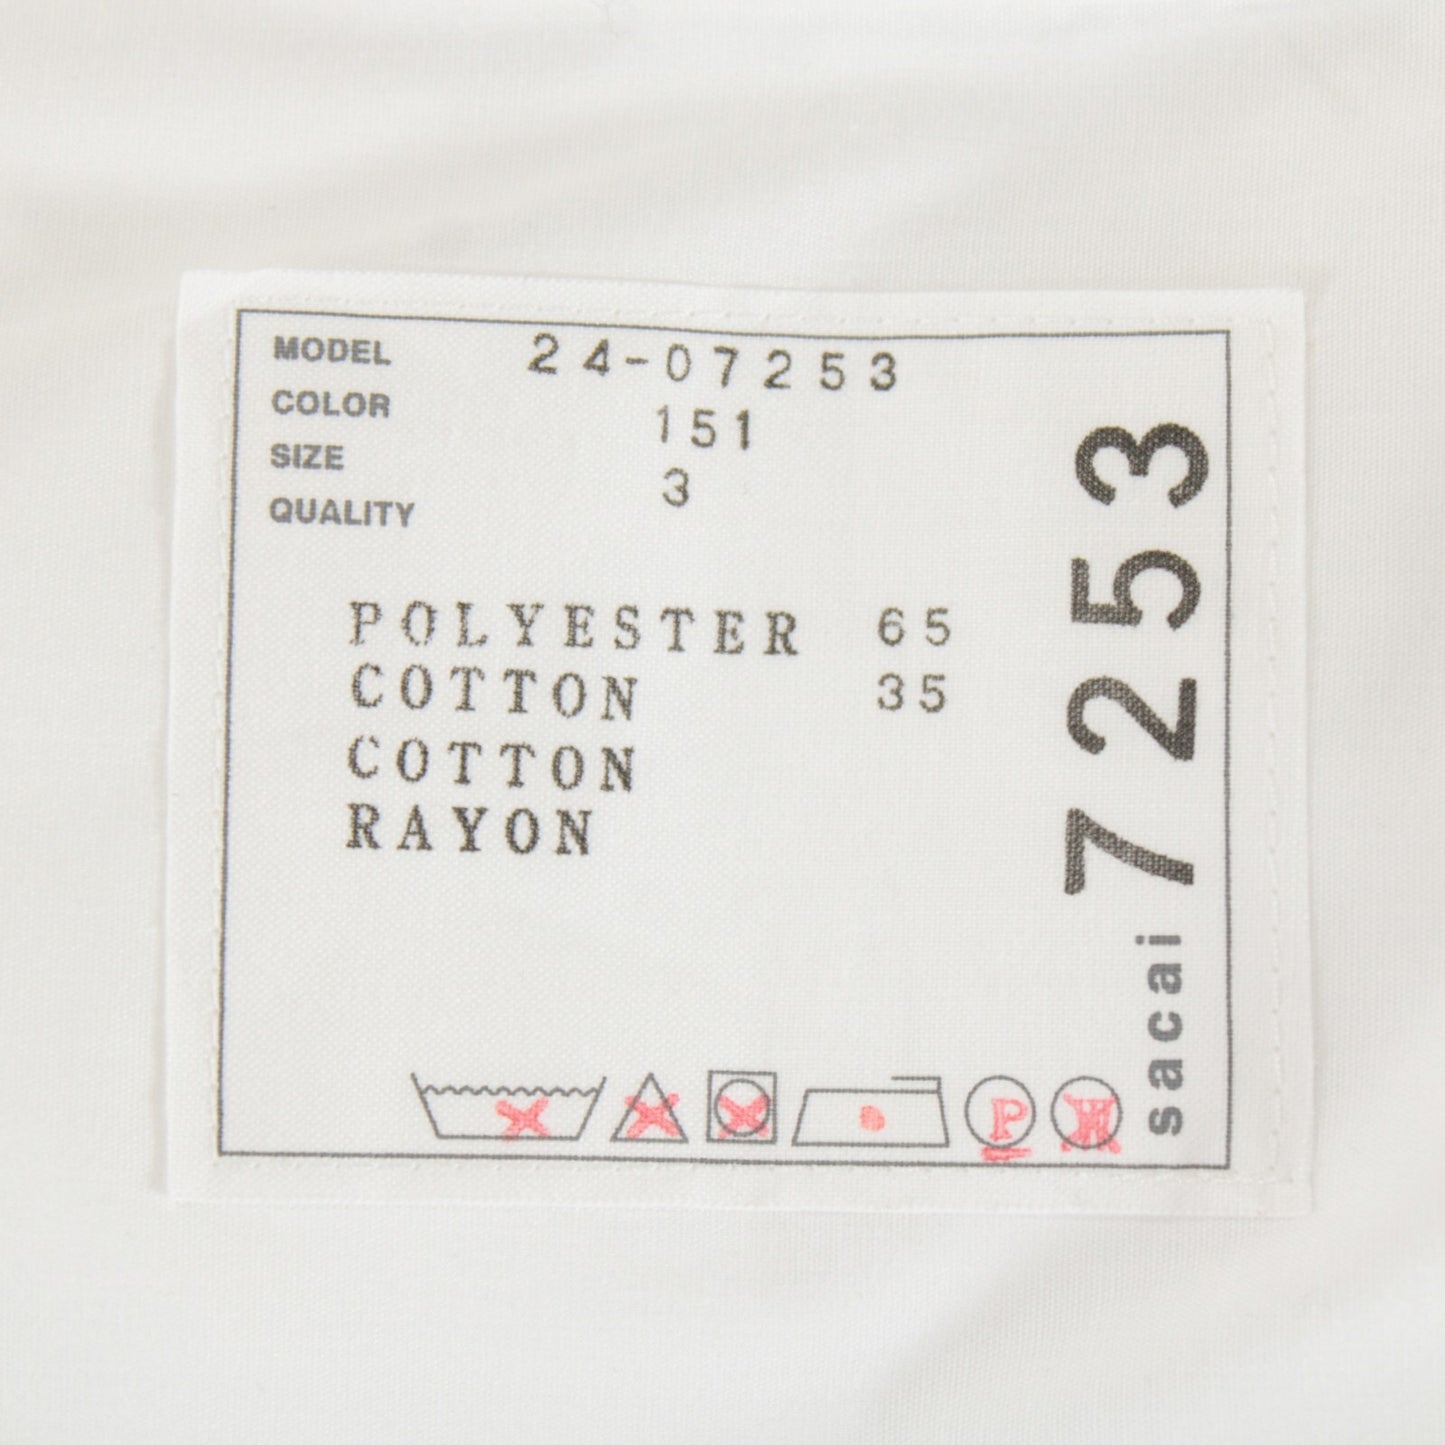 MODEL 24-07253
COLOR 151
SIZE 3
QUALITY
POLYESTER 65
COTTON 35
COTTON
RAYON
sacai 7253
P W